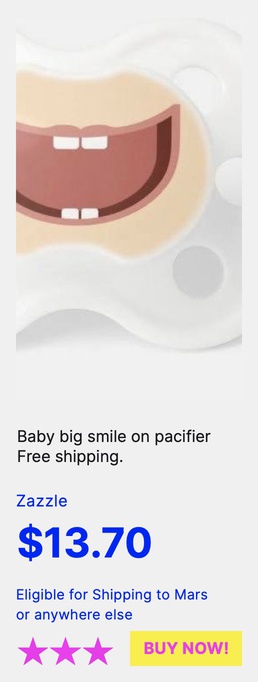 Baby big smile on pacifier
Free shipping.
Zazzle
$13.70
Eligible for Shipping to Mars
or anywhere else
BUY NOW!